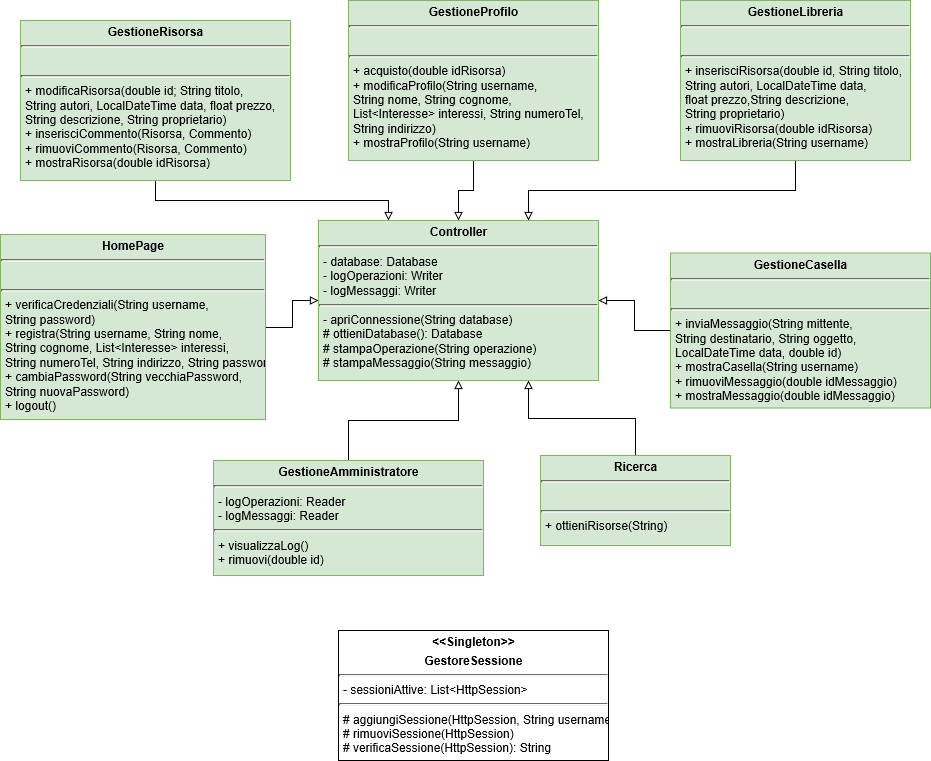 GestioneRisorsa
+ modificaRisorsa(double id; String titolo,
String autori, LocalDateTime data, float prezzo,
String descrizione, String proprietario)
+ inserisciCommento(Risorsa, Commento)
+ rimuoviCommento(Risorsa, Commento)
+ mostraRisorsa(double idRisorsa)
GestioneProfilo
+ acquisto(double idRisorsa)
+ modificaProfilo(String username,
String nome, String cognome,
List<Interesse> interessi, String numeroTel,
String indirizzo)
+ mostraProfilo(String username)
GestioneLibreria
+ inserisciRisorsa(double id, String titolo,
String autori, LocalDateTime data,
float prezzo,String descrizione,
String proprietario)
+ rimuoviRisorsa(double idRisorsa)
+ mostraLibreria(String username)
HomePage
+ verificaCredenziali(String username,
String password)
+ registra(String username, String nome,
String cognome, List<Interesse> interessi,
String numeroTel, String indirizzo, String passwor
+ cambiaPassword(String vecchiaPassword,
String nuovaPassword)
+ logout()
Controller
- database: Database
- logOperazioni: Writer
- logMessaggi: Writer
- apriConnessione(String database)
# ottieniDatabase(): Database
# stampaOperazione(String operazione)
# stampaMessaggio(String messaggio)
GestioneCasella
+ inviaMessaggio(String mittente,
String destinatario, String oggetto,
LocalDateTime data, double id)
+ mostraCasella(String username)
+ rimuoviMessaggio(double idMessaggio)
+ mostraMessaggio(double idMessaggio)
GestioneAmministratore
- logOperazioni: Reader
- logMessaggi: Reader
+ visualizzaLog()
+ rimuovi(double id)
Ricerca
+ ottieniRisorse(String)
<<Singleton>>
GestoreSessione
- sessioniAttive: List<HttpSession>
# aggiungiSessione(HttpSession, String username
# rimuoviSessione(HttpSession)
# verificaSessione(HttpSession): String